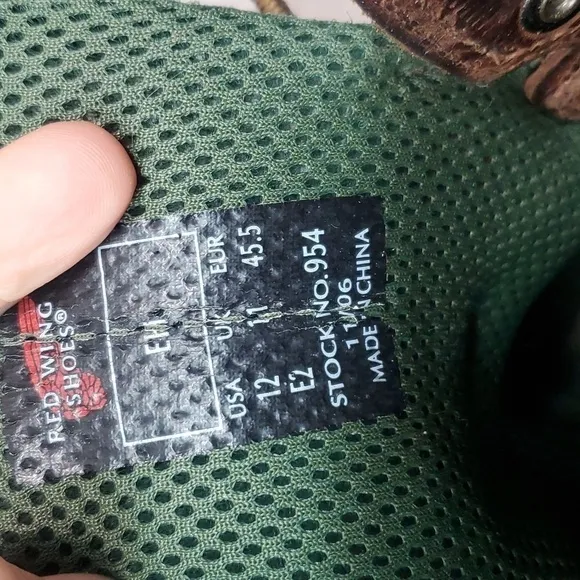 RED WING
SHOES®
USA UK EUR
12 11 45.5
E2
STOCK NO. 954
11/06
MADE IN CHINA